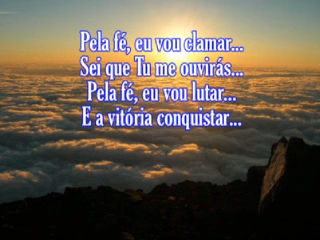 Pela fé, eu vou clamar...
Sei que Tu me ouvirás...
Pela fé, eu vou lutar...
E a vitória conquistar...